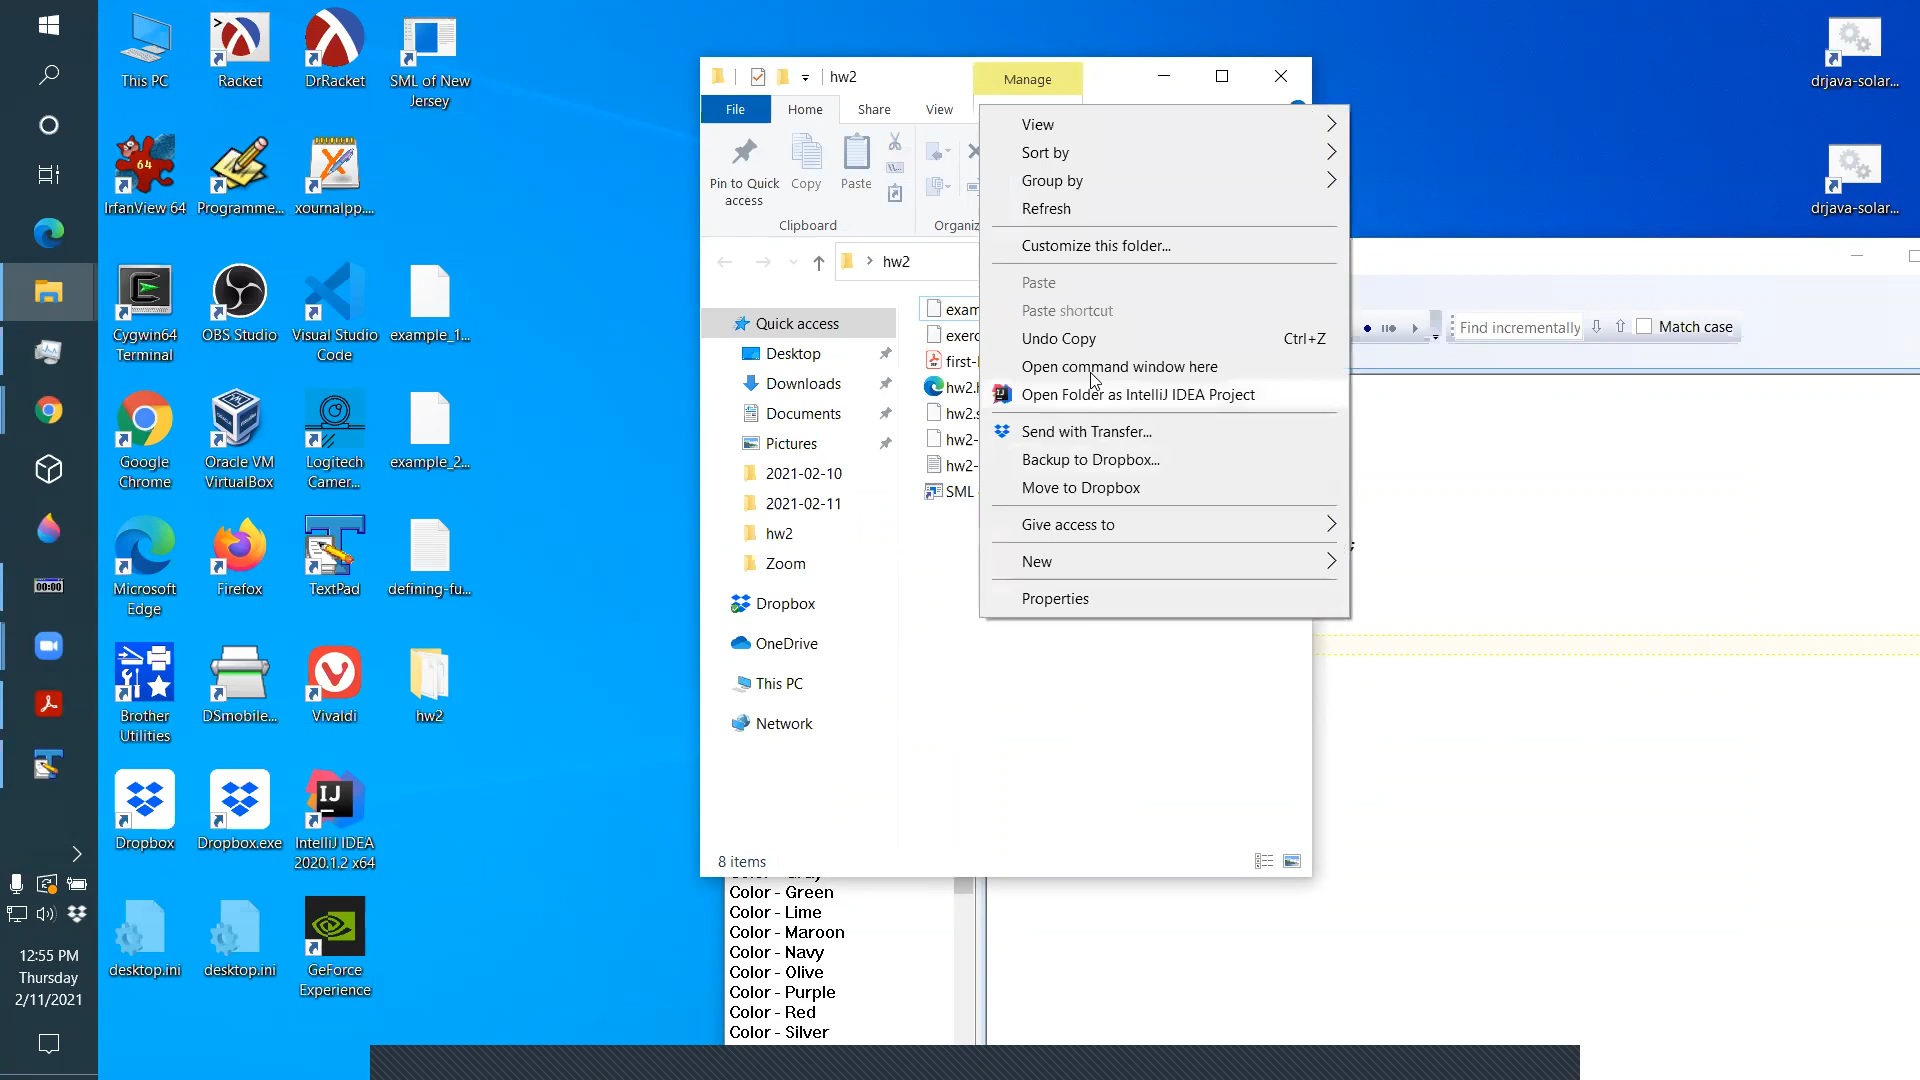 This PC
Racket
DrRacket
SML of New
Jersey
IrfanView 64
Programme...
xournalpp....
Cygwin64
Terminal
OBS Studio
Visual Studio
Code
example_1...
Google
Chrome
Oracle VM
VirtualBox
Logitech
Camer...
example_2...
Microsoft
Edge
Firefox
TextPad
defining-fu...
Brother
Utilities
DSmobile...
Vivaldi
hw2
Dropbox
Dropbox.exe
IntelliJ IDEA
2020.1.2 x64
desktop.ini
desktop.ini
GeForce
Experience
00:00
12:55 PM
Thursday
2/11/2021
hw2
Manage
File
Home
Share
View
Pin to Quick
access
Copy
Paste
Clipboard
Organiz
hw2
Quick access
Desktop
Downloads
Documents
Pictures
2021-02-10
2021-02-11
hw2
Zoom
Dropbox
OneDrive
This PC
Network
exam
exerc
first-
hw2.
hw2.s
hw2-
hw2-
SML
8 items
View
Sort by
Group by
Refresh
Customize this folder...
Paste
Paste shortcut
Undo Copy Ctrl+Z
Open command window here
Open Folder as IntelliJ IDEA Project
Send with Transfer...
Backup to Dropbox...
Move to Dropbox
Give access to
New
Properties
Find incrementally
Match case
Color - Green
Color - Lime
Color - Maroon
Color - Navy
Color - Olive
Color - Purple
Color - Red
Color - Silver
drjava-solar...
drjava-solar...